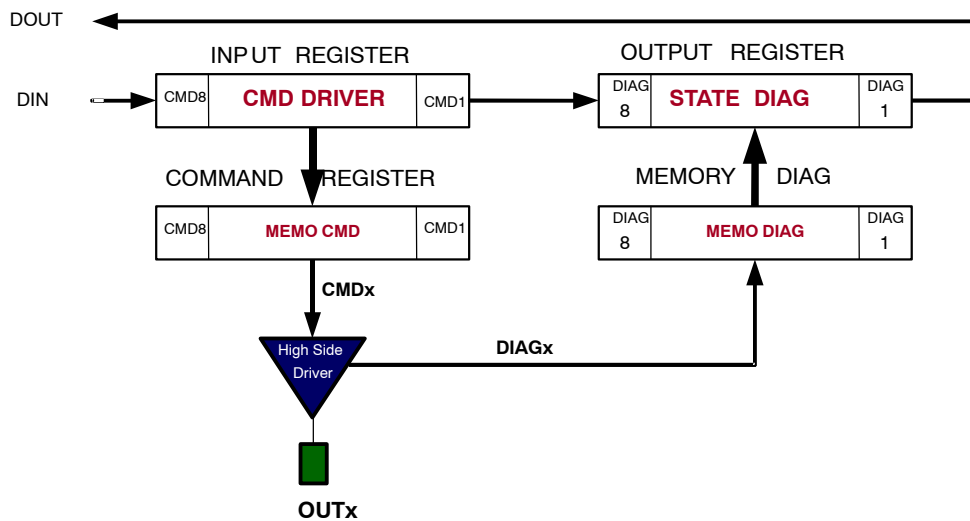 DOUT
INPUT REGISTER
OUTPUT REGISTER
DIN
CMD8
CMD DRIVER
CMD1
DIAG
8
STATE DIAG
DIAG
1
COMMAND REGISTER
MEMORY DIAG
CMD8
MEMO CMD
CMD1
DIAG
8
MEMO DIAG
DIAG
1
CMDx
High Side
Driver
DIAGx
OUTx